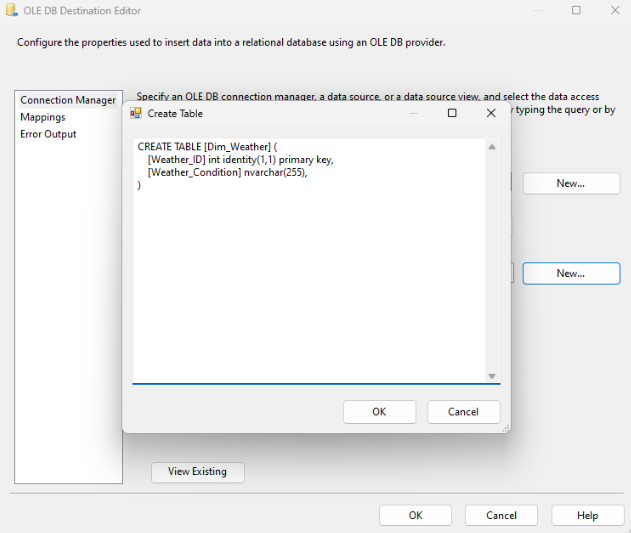 OLE DB Destination Editor
Configure the properties used to insert data into a relational database using an OLE DB provider.
Connection Manager
Mappings
Error Output
Specify an OLE DB connection manager, a data source, or a data source view, and select the data access
typing the query or by
Create Table
CREATE TABLE [Dim_Weather] (
[Weather_ID] int identity(1,1) primary key,
[Weather_Condition] nvarchar(255),
)
New...
New...
OK
Cancel
View Existing
OK
Cancel
Help